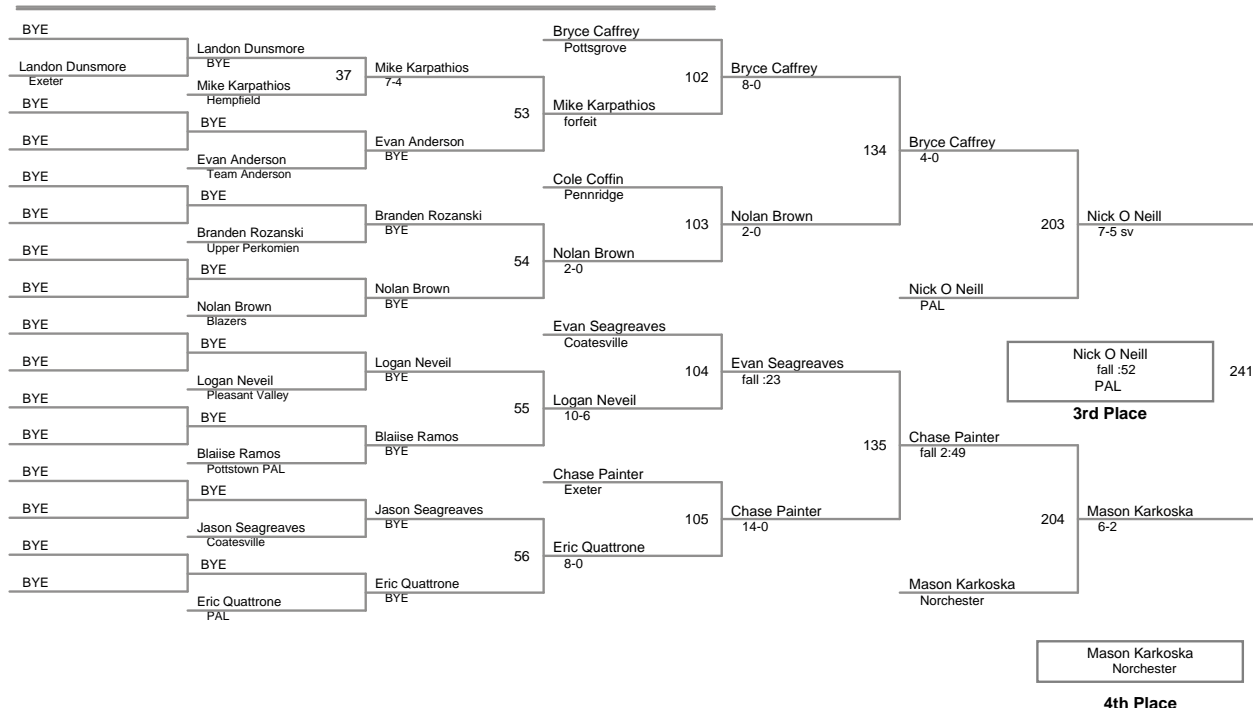 BYE
Landon Dunsmore
Exeter
BYE
BYE
BYE
BYE
BYE
BYE
BYE
BYE
BYE
BYE
BYE
BYE
BYE
BYE
Landon Dunsmore
BYE
37
Mike Karpathios
Hempfield
BYE
Evan Anderson
Team Anderson
BYE
Branden Rozanski
Upper Perkomien
BYE
Nolan Brown
Blazers
BYE
Logan Neveil
Pleasant Valley
BYE
Blaiise Ramos
Pottstown PAL
BYE
Jason Seagreaves
Coatesville
BYE
Eric Quattrone
PAL
Mike Karpathios
7-4
53
Evan Anderson
BYE
Branden Rozanski
BYE
54
Nolan Brown
BYE
Logan Neveil
BYE
55
Blaiise Ramos
BYE
Jason Seagreaves
BYE
56
Eric Quattrone
BYE
Bryce Caffrey
Pottsgrove
102
Mike Karpathios
forfeit
Cole Coffin
Pennridge
103
Nolan Brown
2-0
Evan Seagreaves
Coatesville
104
Logan Neveil
10-6
Chase Painter
Exeter
105
Eric Quattrone
8-0
Bryce Caffrey
8-0
134
Nolan Brown
2-0
Evan Seagreaves
fall :23
135
Chase Painter
14-0
Bryce Caffrey
4-0
203
Nick O Neill
PAL
Chase Painter
fall 2:49
204
Mason Karkoska
Norchester
Nick O Neill
7-5 sv
Nick O Neill
fall :52
PAL
241
3rd Place
Mason Karkoska
6-2
Mason Karkoska
Norchester
4th Place